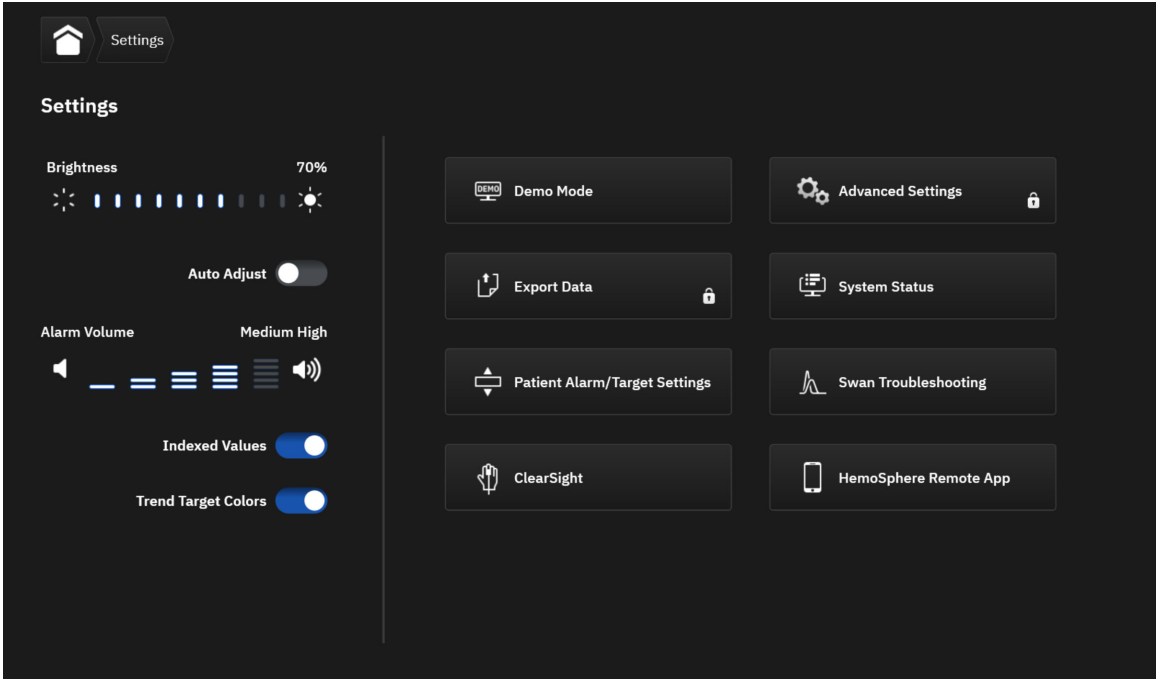 Settings
Settings
Brightness 70%
Auto Adjust
Alarm Volume Medium High
Indexed Values
Trend Target Colors
DEMO Demo Mode
Advanced Settings
Export Data
System Status
Patient Alarm/Target Settings
Swan Troubleshooting
ClearSight
HemoSphere Remote App